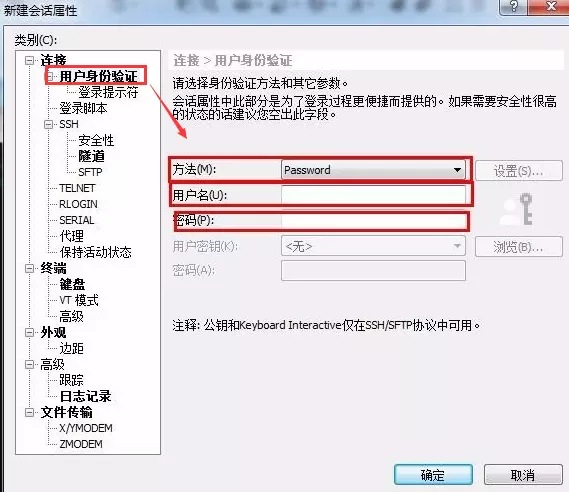 新建会话属性
?
类别(C):
连接
用户身份验证
登录提示符
登录脚本
SSH
安全性
隧道
SFTP
TELNET
RLOGIN
SERIAL
代理
保持活动状态
终端
键盘
VT 模式
高级
外观
边距
高级
跟踪
日志记录
文件传输
X/YMODEM
ZMODEM
连接 > 用户身份验证
请选择身份验证方法和其它参数。
会话属性中此部分是为了登录过程更便捷而提供的。如果需要安全性很高
的状态的话建议您空出此字段。
方法(M): Password 设置(S)...
用户名(U):
密码(P):
用户密钥(K): <无> 浏览(B)...
密码(A):
注释: 公钥和Keyboard Interactive仅在SSH/SFTP协议中可用。
确定 取消